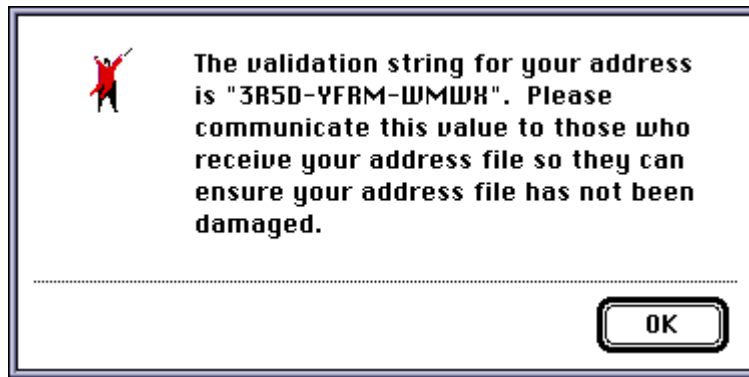 The validation string for your address
is "3R5D-YFRM-WMWX". Please
communicate this value to those who
receive your address file so they can
ensure your address file has not been
damaged.
OK